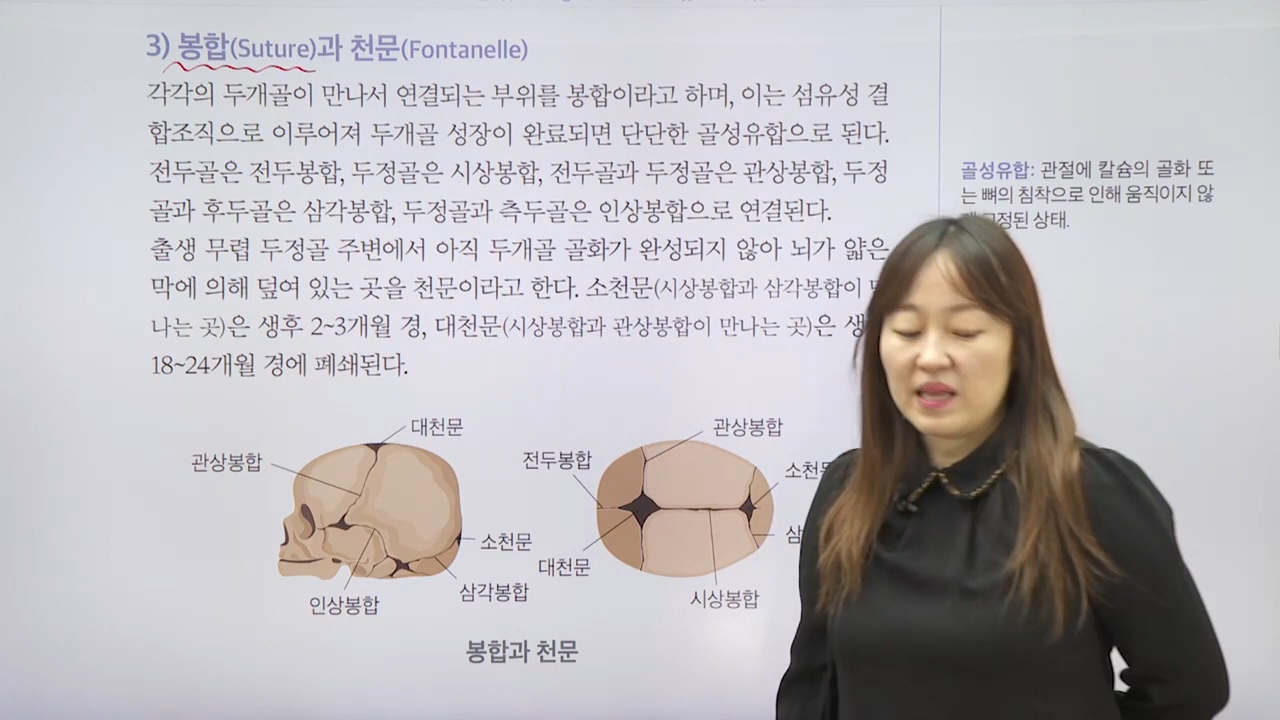 3) 봉합(Suture)과 천문(Fontanelle)
각각의 두개골이 만나서 연결되는 부위를 봉합이라고 하며, 이는 섬유성 결
합조직으로 이루어져 두개골 성장이 완료되면 단단한 골성유합으로 된다.
전두골은 전두봉합, 두정골은 시상봉합, 전두골과 두정골은 관상봉합, 두정
골과 후두골은 삼각봉합, 두정골과 측두골은 인상봉합으로 연결된다.
출생 무렵 두정골 주변에서 아직 두개골 골화가 완성되지 않아 뇌가 얇은
막에 의해 덮여 있는 곳을 천문이라고 한다. 소천문(시상봉합과 삼각봉합이
나는 곳)은 생후 2~3개월 경, 대천문(시상봉합과 관상봉합이 만나는 곳)은
18~24개월 경에 폐쇄된다.
골성유합: 관절에 칼슘의 골화 또
는 뼈의 침착으로 인해 움직이지 않
고정된 상태.
대천문
관상봉합
소천문
삼각봉합
인상봉합
관상봉합
전두봉합
대천문
시상봉합
봉합과 천문